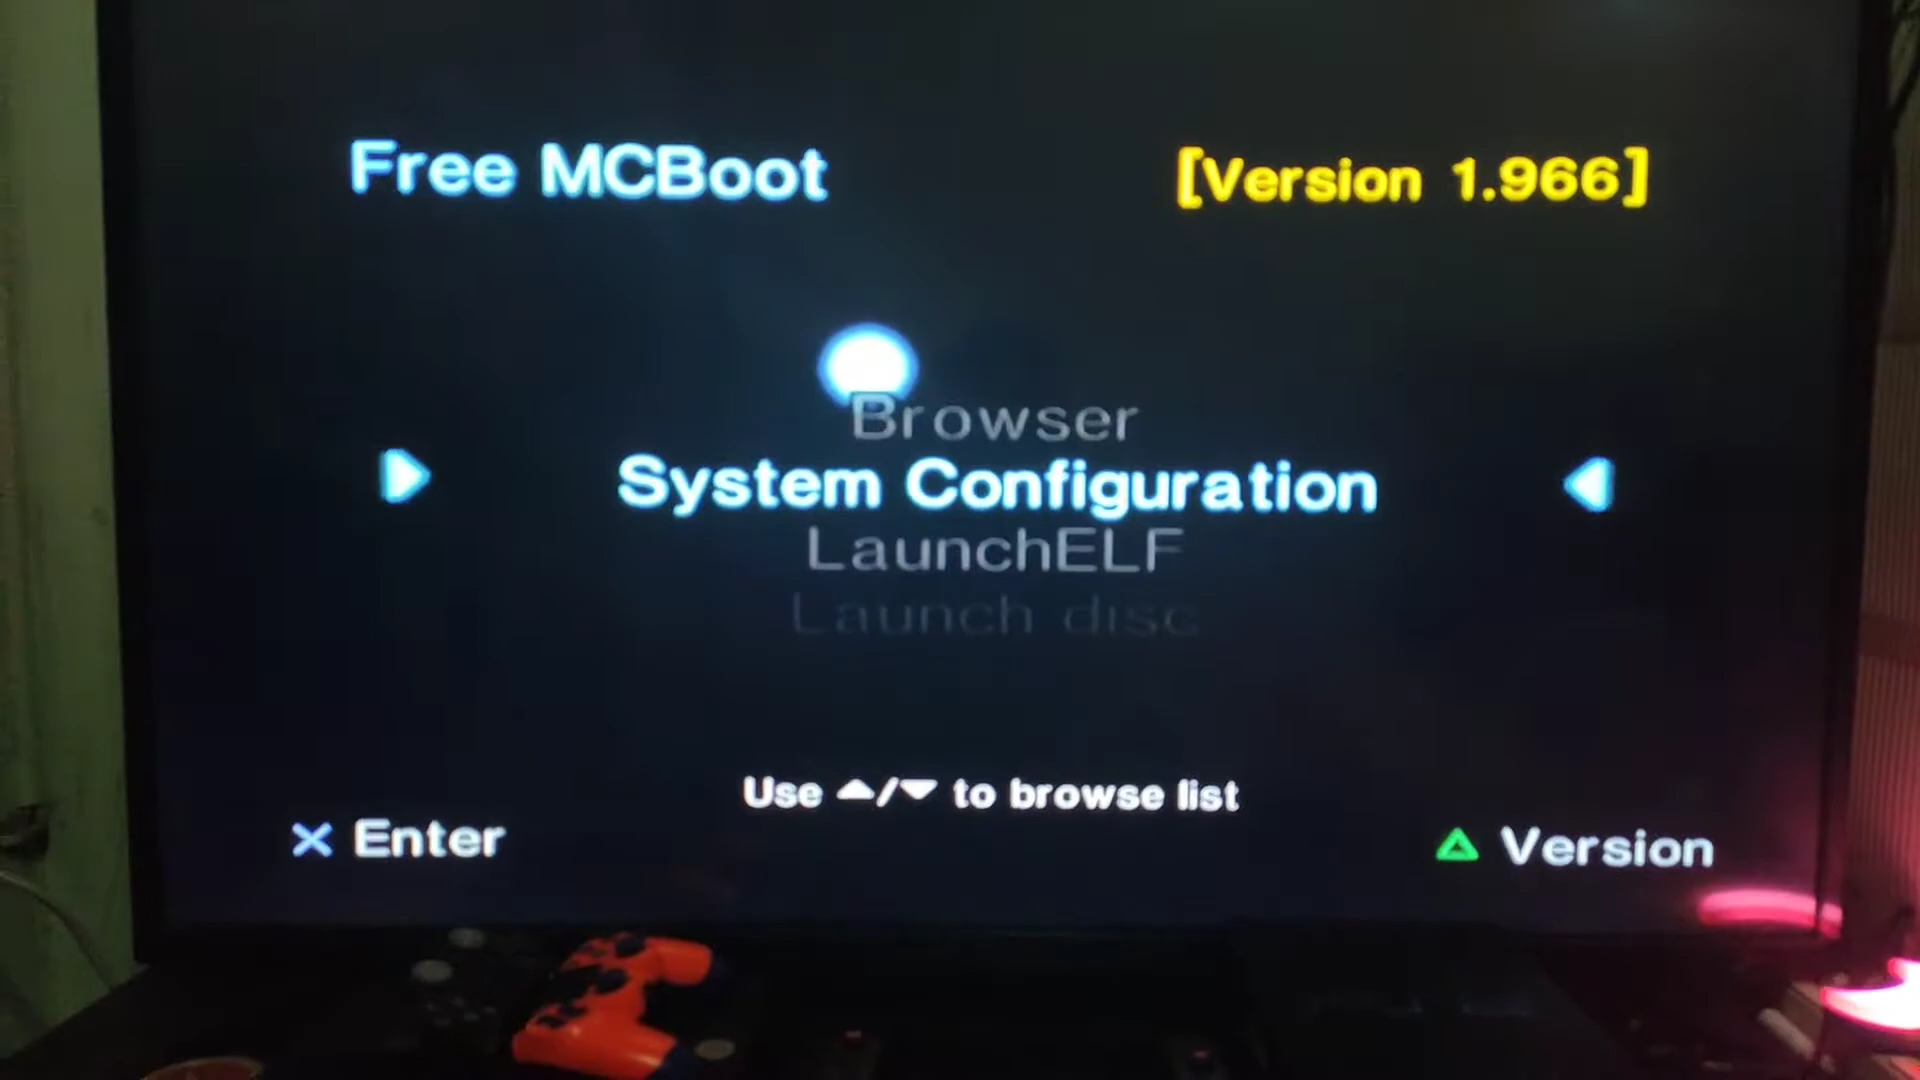 Free MCBoot
[Version 1.966]
Browser
System Configuration
LaunchELF
Launch disc
Use ▲/▼ to browse list
✕ Enter
△ Version